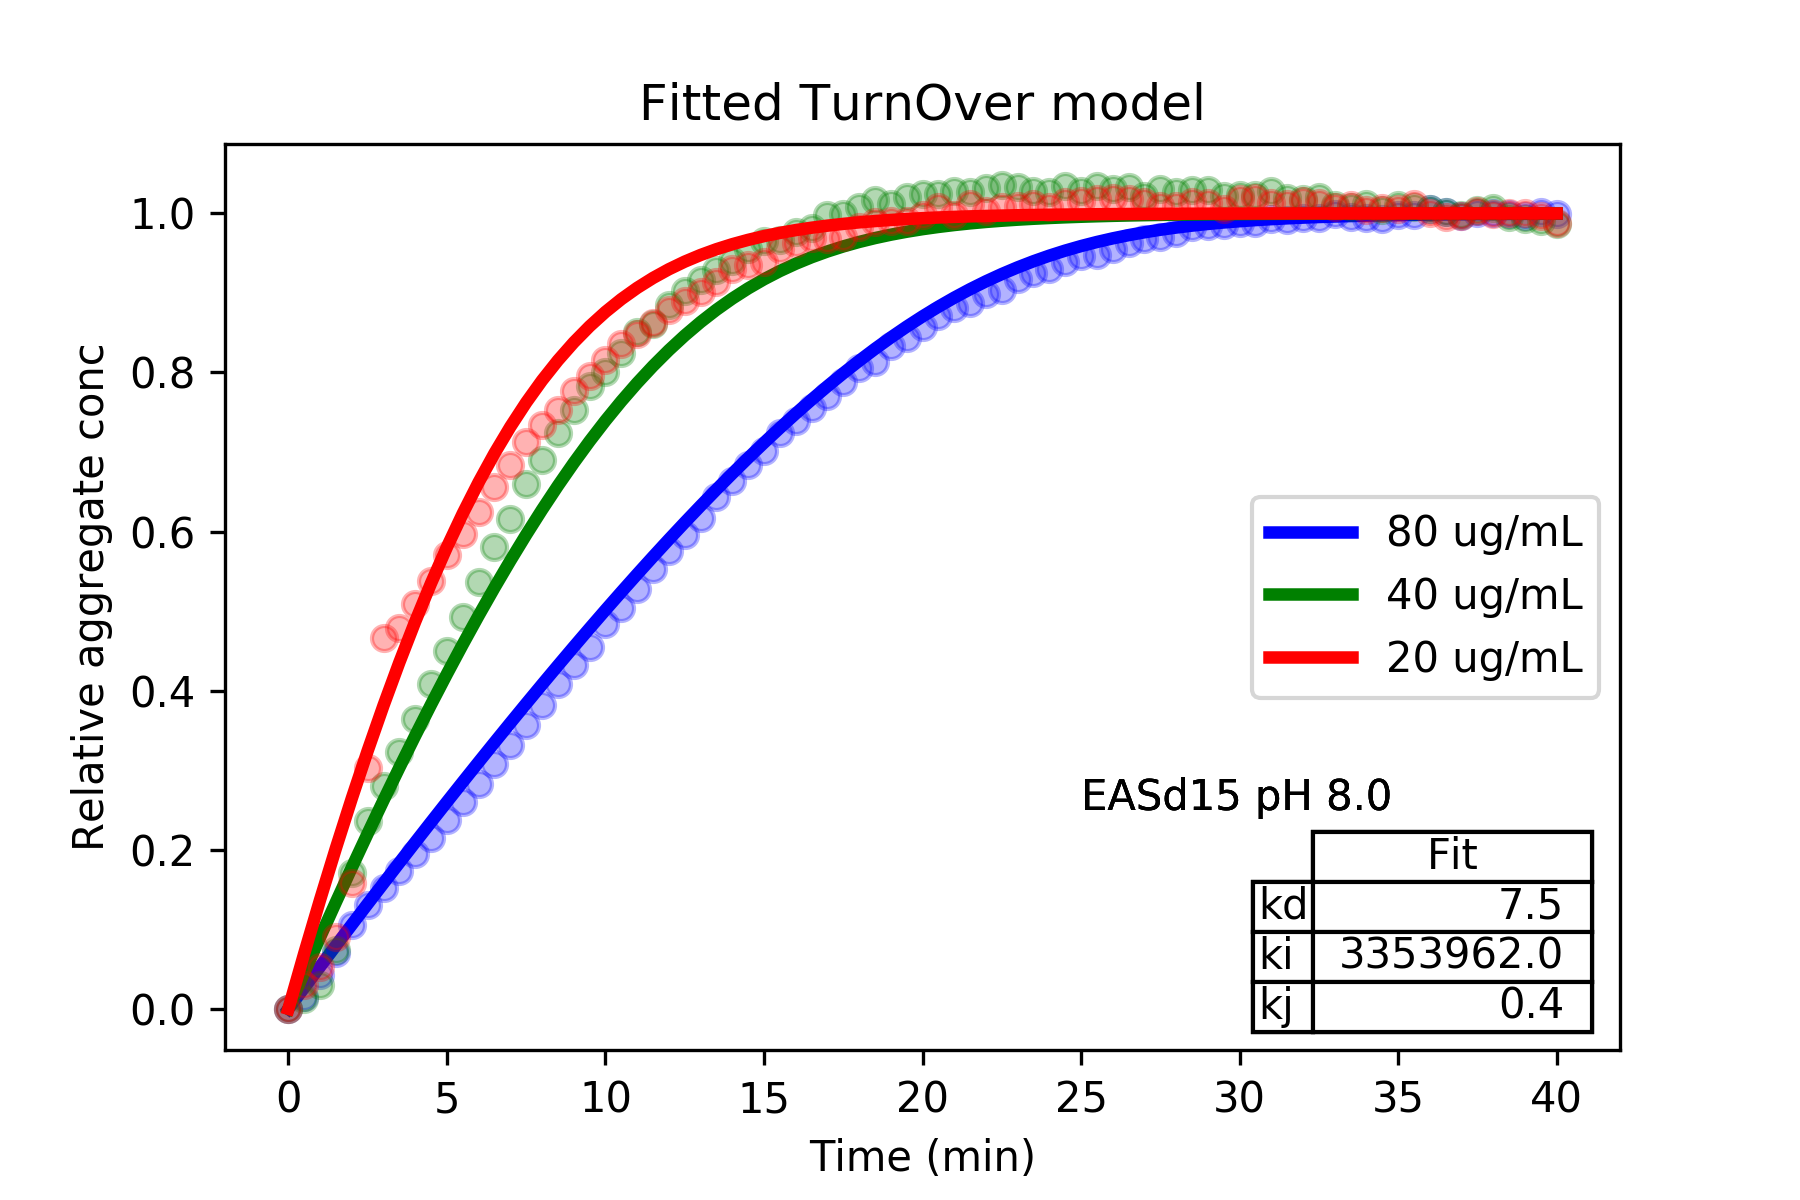 Fitted TurnOver model
Relative aggregate conc
1.0
0.8
0.6
0.4
0.2
0.0
80 ug/mL
40 ug/mL
20 ug/mL
EASd15 pH 8.0
Fit
kd 7.5
ki 3353962.0
kj 0.4
0 5 10 15 20 25 30 35 40
Time (min)